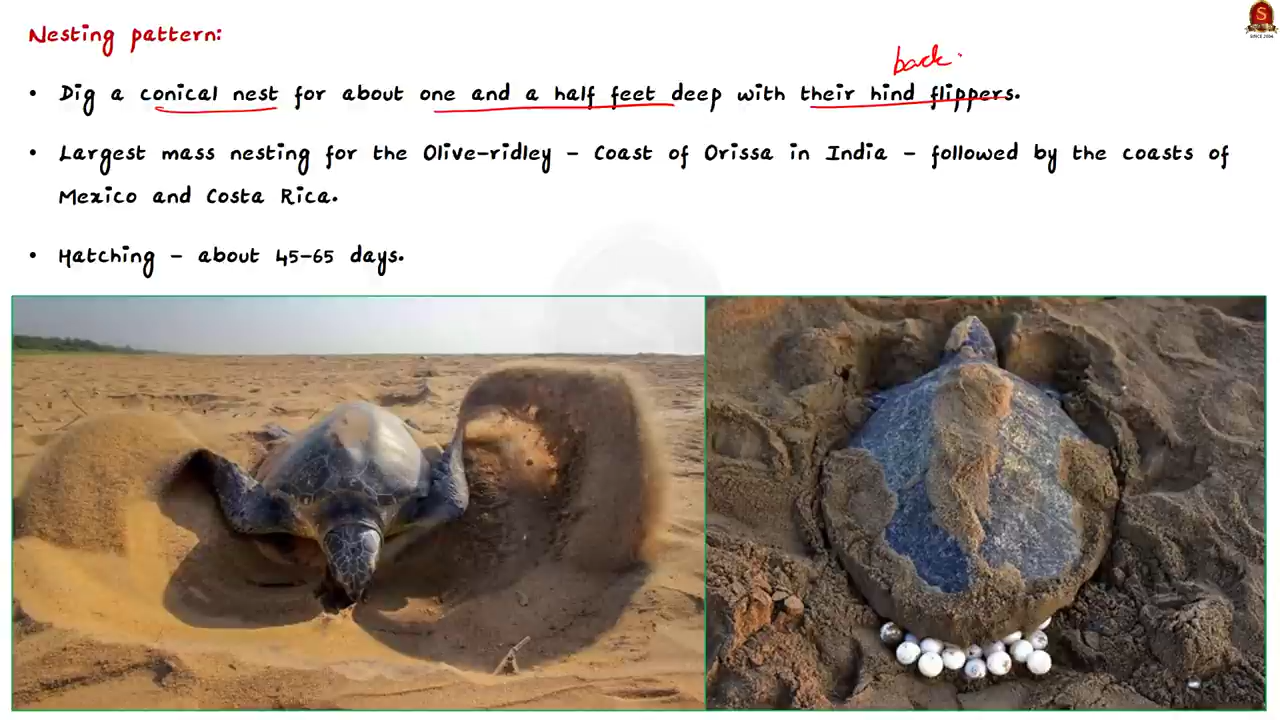 Nesting pattern:
back.
• Dig a conical nest for about one and a half feet deep with their hind flippers.
• Largest mass nesting for the Olive-ridley – Coast of Orissa in India – followed by the coasts of
Mexico and Costa Rica.
• Hatching – about 45-65 days.
S
SINCE 2004